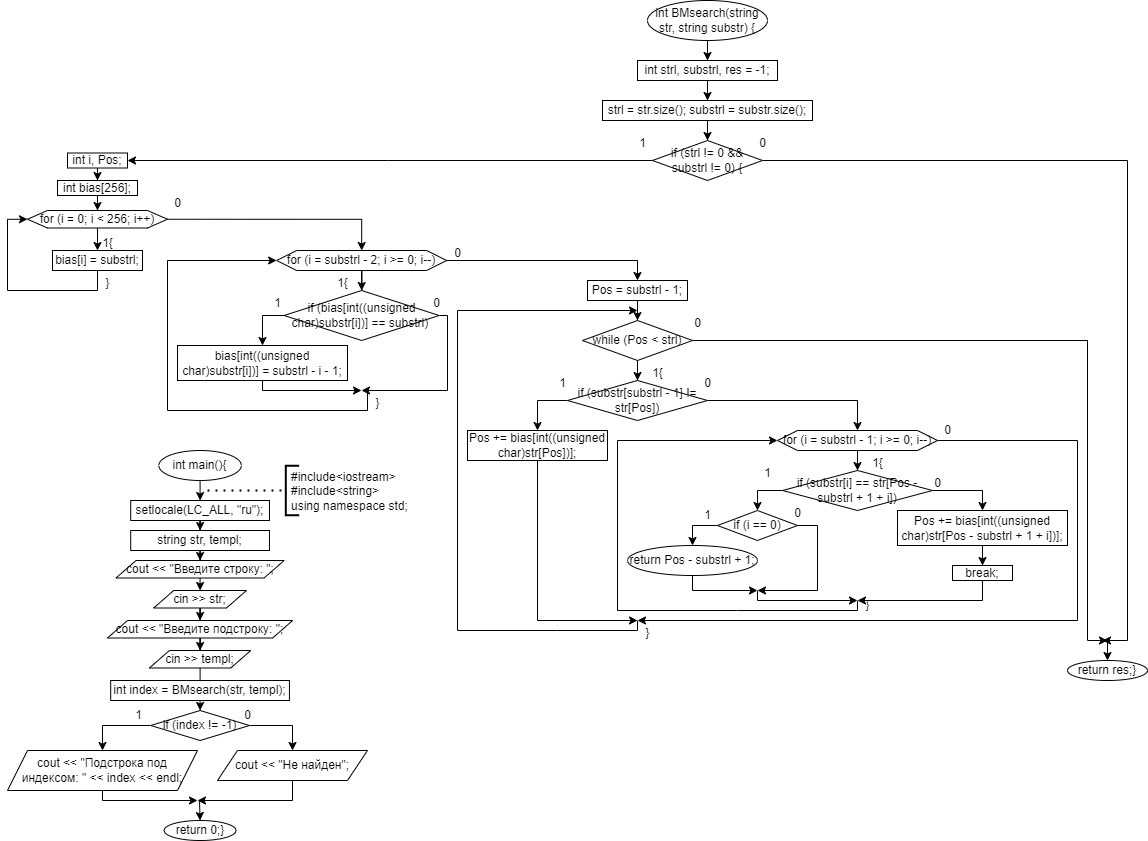 int BMsearch(string
str, string substr) {
int strl, substrl, res = -1;
strl = str.size(); substrl = substr.size();
1
0
if (strl != 0 &&
substrl != 0) {
int i, Pos;
int bias[256];
0
for (i = 0; i < 256; i++)
1{
bias[i] = substrl;
}
0
for (i = substrl - 2; i >= 0; i--)
1{
1
0
if (bias[int((unsigned
char)substr[i])] == substrl)
bias[int((unsigned
char)substr[i])] = substrl - i - 1;
}
Pos = substrl - 1;
0
while (Pos < strl)
1{
1
0
if (substr[substrl - 1] !=
str[Pos])
Pos += bias[int((unsigned
char)str[Pos])];
0
for (i = substrl - 1; i >= 0; i--)
1{
1
0
if (substr[i] == str[Pos -
substrl + 1 + i])
1
0
if (i == 0)
return Pos - substrl + 1;
Pos += bias[int((unsigned
char)str[Pos - substrl + 1 + i])];
break;
}
}
return res;}
int main(){
#include<iostream>
#include<string>
using namespace std;
setlocale(LC_ALL, "ru");
string str, templ;
cout << "Введите строку: ";
cin >> str;
cout << "Введите подстроку: ";
cin >> templ;
int index = BMsearch(str, templ);
1
0
if (index != -1)
cout << "Подстрока под
индексом: " << index << endl;
cout << "Не найден";
return 0;}